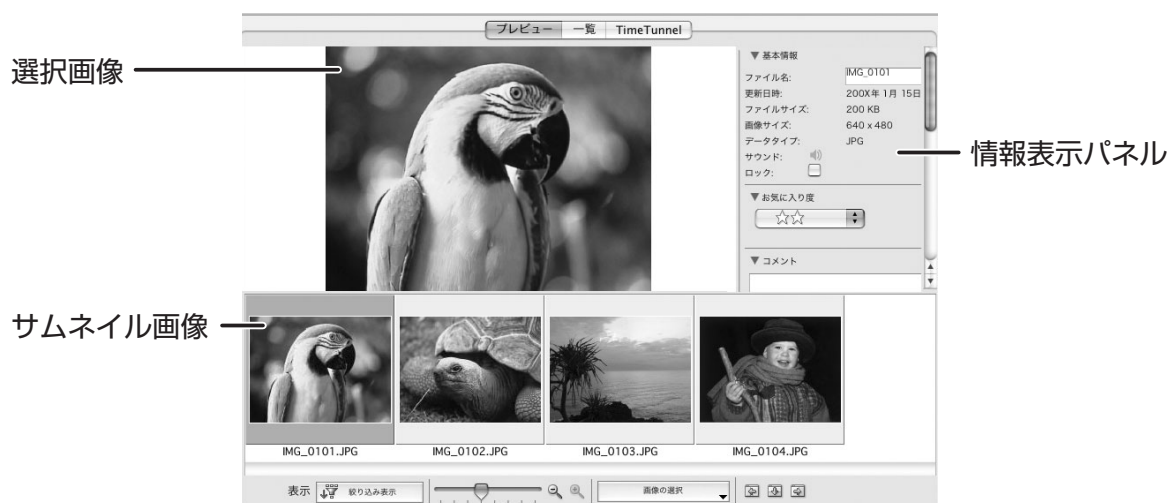 プレビュー 一覧 TimeTunnel
選択画像
▼ 基本情報
ファイル名: IMG_0101
更新日時: 200X年 1月 15日
ファイルサイズ: 200 KB
画像サイズ: 640 x 480
データタイプ: JPG
サウンド:
ロック:
情報表示パネル
▼ お気に入り度
☆☆
▼ コメント
サムネイル画像
IMG_0101.JPG IMG_0102.JPG IMG_0103.JPG IMG_0104.JPG
表示 絞り込み表示 画像の選択